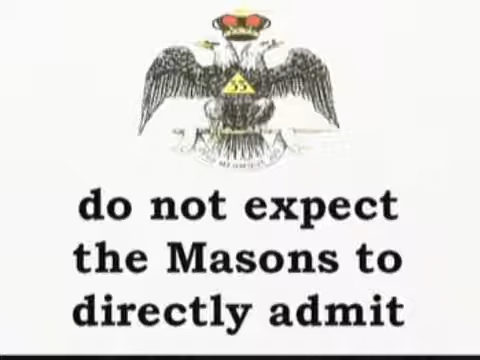 33
do not expect
the Masons to
directly admit